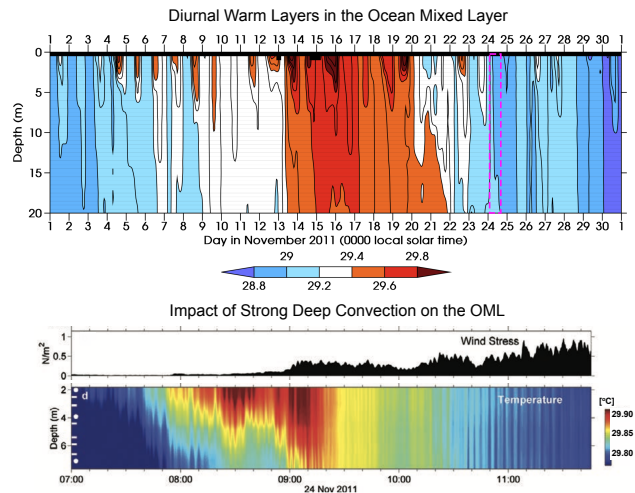 Diurnal Warm Layers in the Ocean Mixed Layer
1 2 3 4 5 6 7 8 9 10 11 12 13 14 15 16 17 18 19 20 21 22 23 24 25 26 27 28 29 30 1
0
5
10
15
20
Depth (m)
1 2 3 4 5 6 7 8 9 10 11 12 13 14 15 16 17 18 19 20 21 22 23 24 25 26 27 28 29 30 1
Day in November 2011 (0000 local solar time)
29 29.4 29.8
28.8 29.2 29.6
Impact of Strong Deep Convection on the OML
N/m²
1
0.5
0
Wind Stress
Depth (m)
2
4
6
d
Temperature
[°C]
29.90
29.85
29.80
07:00 08:00 09:00 10:00 11:00
24 Nov 2011